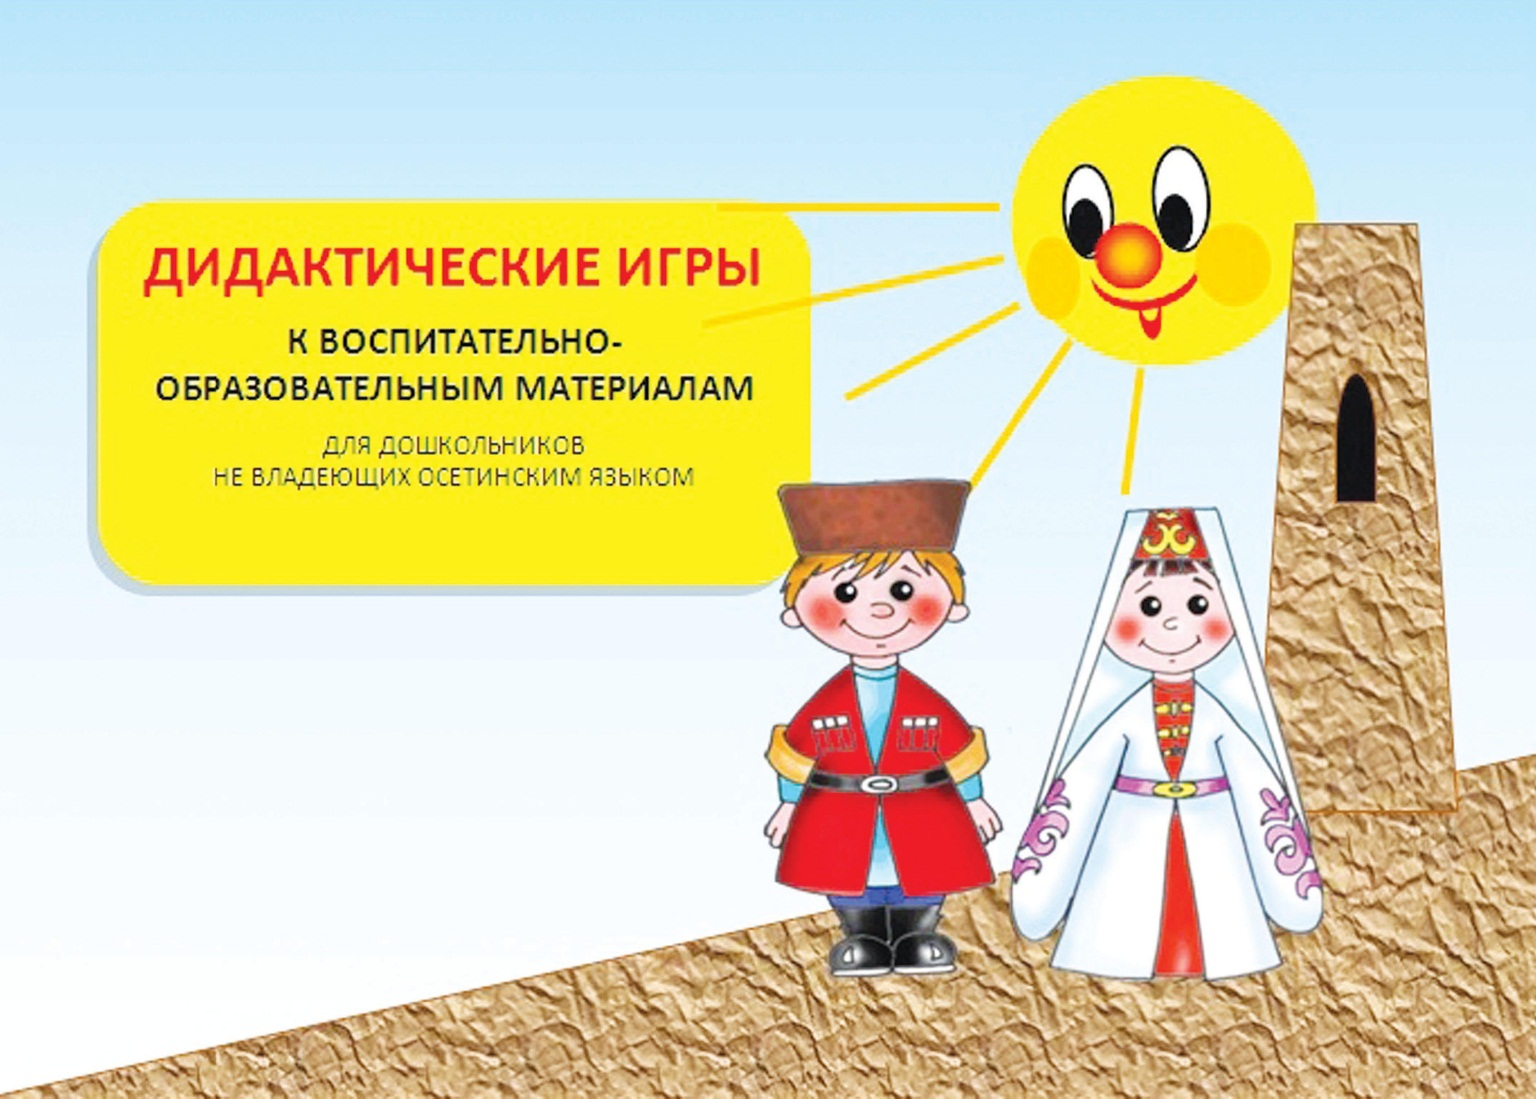 ДИДАКТИЧЕСКИЕ ИГРЫ
К ВОСПИТАТЕЛЬНО-
ОБРАЗОВАТЕЛЬНЫМ МАТЕРИАЛАМ
ДЛЯ ДОШКОЛЬНИКОВ
НЕ ВЛАДЕЮЩИХ ОСЕТИНСКИМ ЯЗЫКОМ